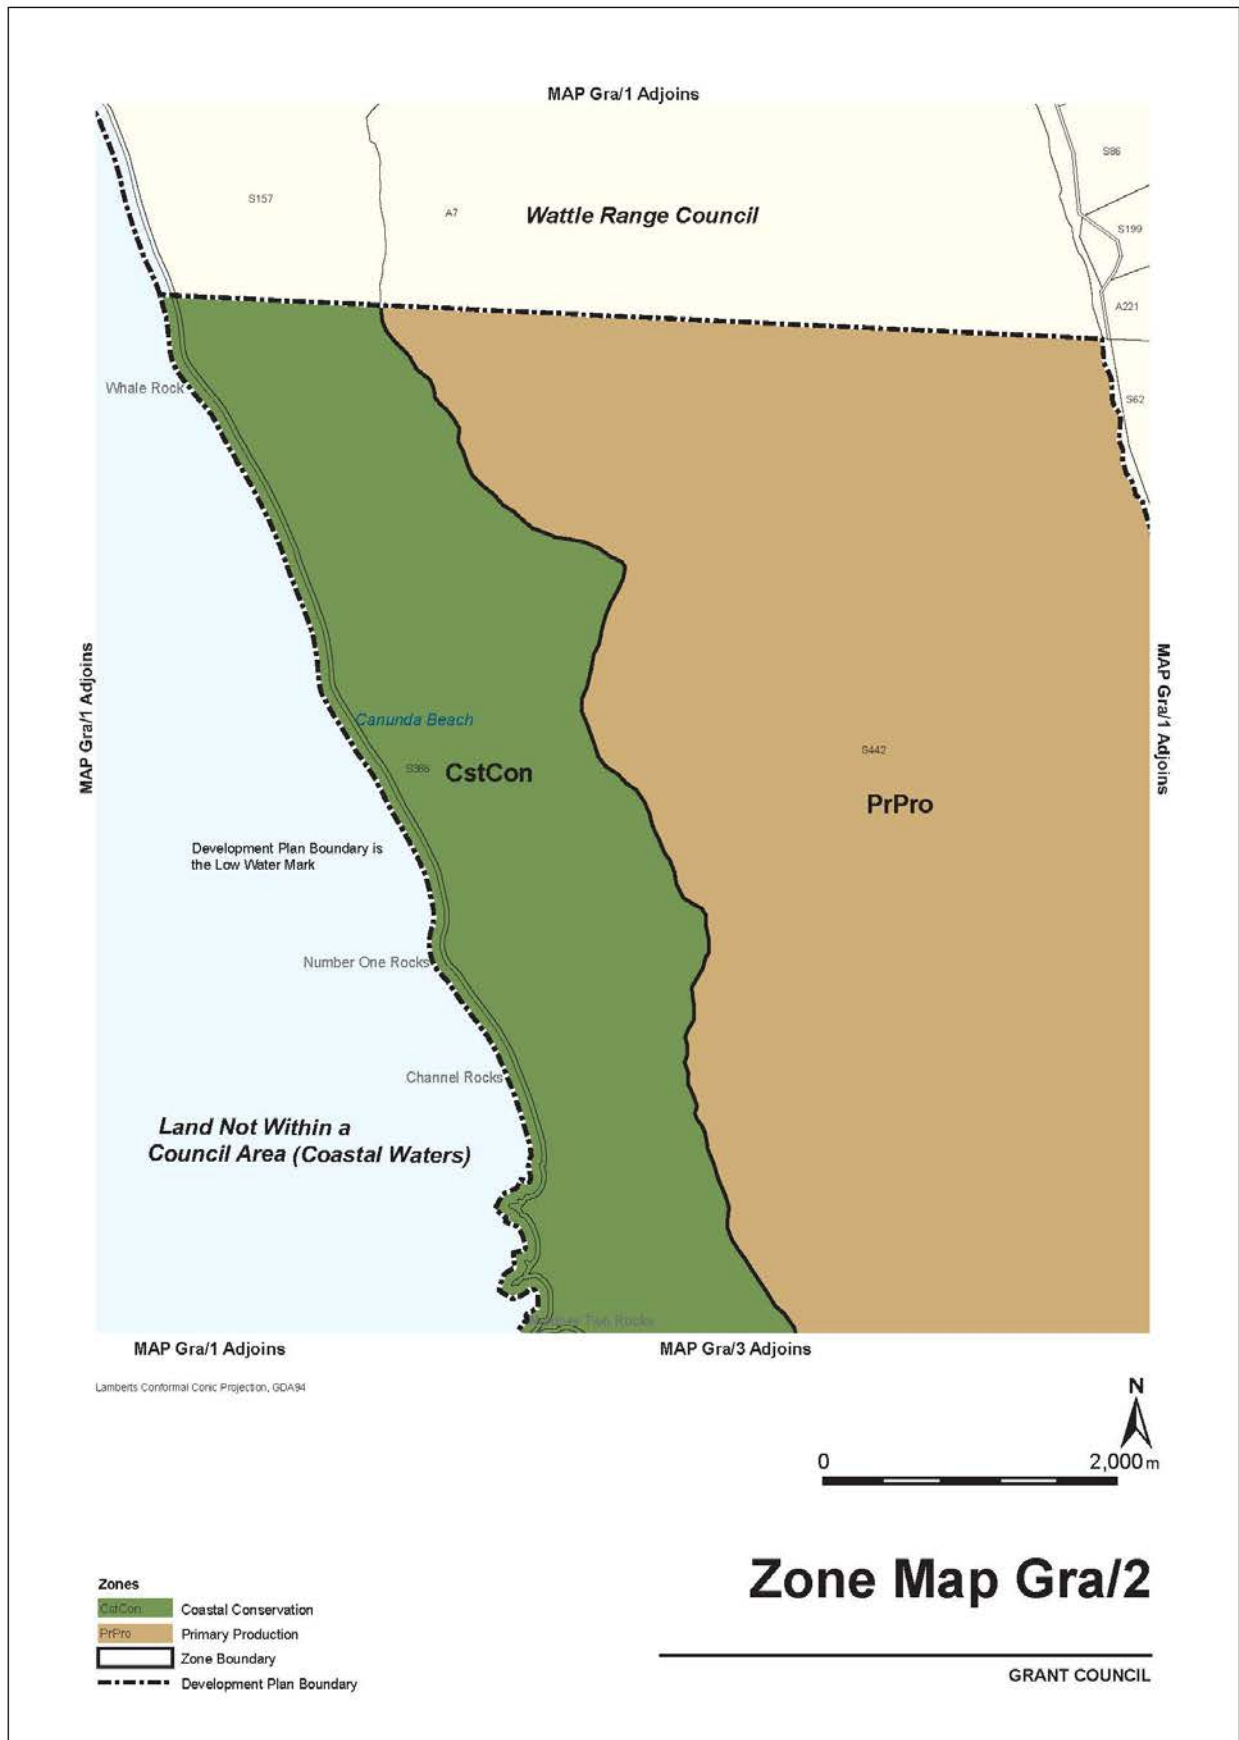 MAP Gra/1 Adjoins
S86
S157
A7
Wattle Range Council
S199
A221
Whale Rock
S62
MAP Gra/1 Adjoins
MAP Gra/1 Adjoins
Canunda Beach
S442
CstCon
PrPro
Development Plan Boundary is
the Low Water Mark
Number One Rocks
Channel Rocks
Land Not Within a
Council Area (Coastal Waters)
Two Rocks
MAP Gra/1 Adjoins
MAP Gra/3 Adjoins
Lamberts Conformal Conic Projection, GDA94
N
0
2,000 m
Zone Map Gra/2
Zones
CstCon
Coastal Conservation
PrPro
Primary Production
Zone Boundary
Development Plan Boundary
GRANT COUNCIL